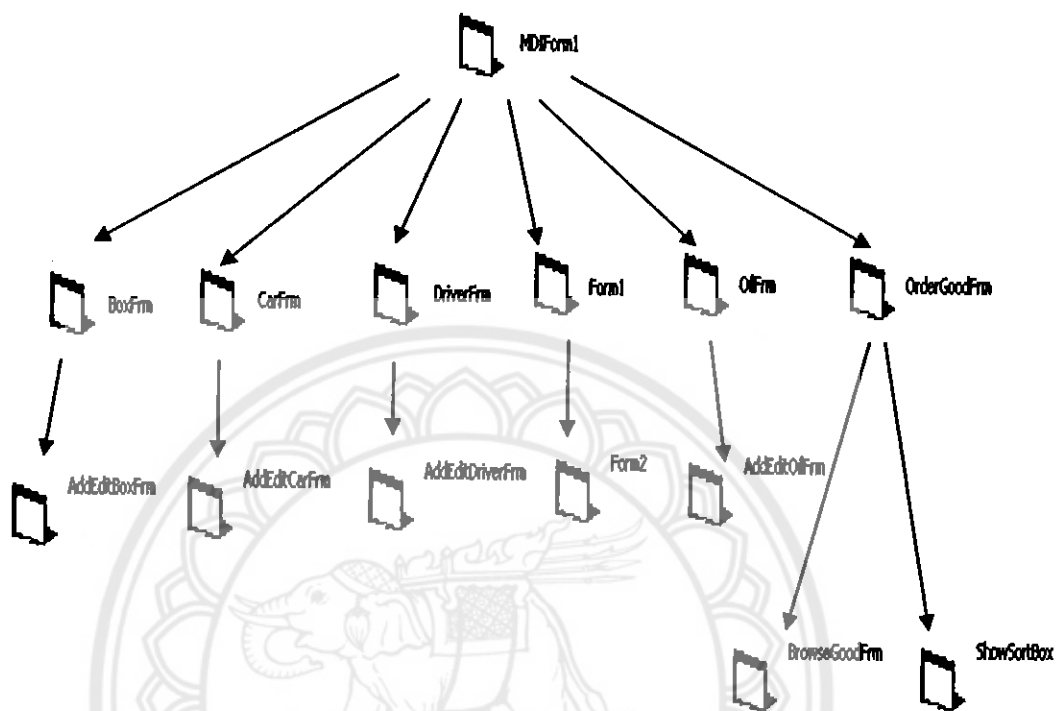 MDIForm1
BoxFrm
CarFrm
DriverFrm
Form1
OilFrm
OrderGoodFrm
AddEditBoxFrm
AddEditCarFrm
AddEditDriverFrm
Form2
AddEditOilFrm
BrowseGoodFrm
ShowSortBox